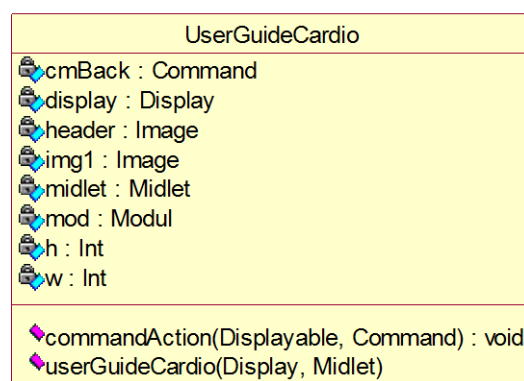 UserGuideCardio
cmBack : Command
display : Display
header : Image
img1 : Image
midlet : Midlet
mod : Modul
h : Int
w : Int
commandAction(Displayable, Command) : void
userGuideCardio(Display, Midlet)